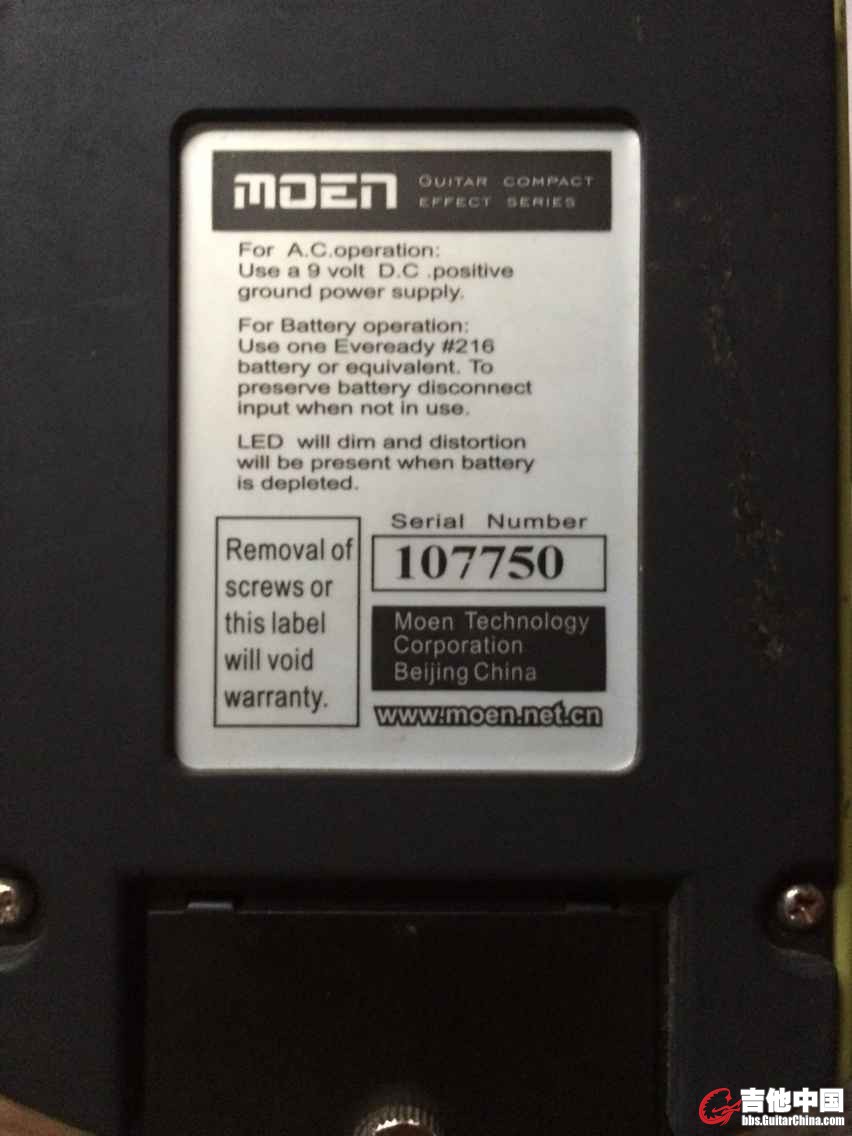 MOEN GUITAR COMPACT
EFFECT SERIES
For A.C.operation:
Use a 9 volt D.C .positive
ground power supply.
For Battery operation:
Use one Eveready #216
battery or equivalent. To
preserve battery disconnect
input when not in use.
LED will dim and distortion
will be present when battery
is depleted.
Removal of
screws or
this label
will void
warranty.
Serial Number
107750
Moen Technology
Corporation
Beijing China
www.moen.net.cn
吉他中国
bbs.GuitarChina.com